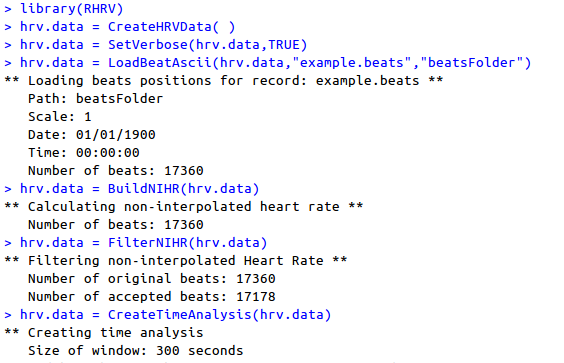 > library(RHRV)
> hrv.data = CreateHRVData( )
> hrv.data = SetVerbose(hrv.data,TRUE)
> hrv.data = LoadBeatAscii(hrv.data,"example.beats","beatsFolder")
** Loading beats positions for record: example.beats **
   Path: beatsFolder
   Scale: 1
   Date: 01/01/1900
   Time: 00:00:00
   Number of beats: 17360
> hrv.data = BuildNIHR(hrv.data)
** Calculating non-interpolated heart rate **
   Number of beats: 17360
> hrv.data = FilterNIHR(hrv.data)
** Filtering non-interpolated Heart Rate **
   Number of original beats: 17360
   Number of accepted beats: 17178
> hrv.data = CreateTimeAnalysis(hrv.data)
** Creating time analysis
   Size of window: 300 seconds